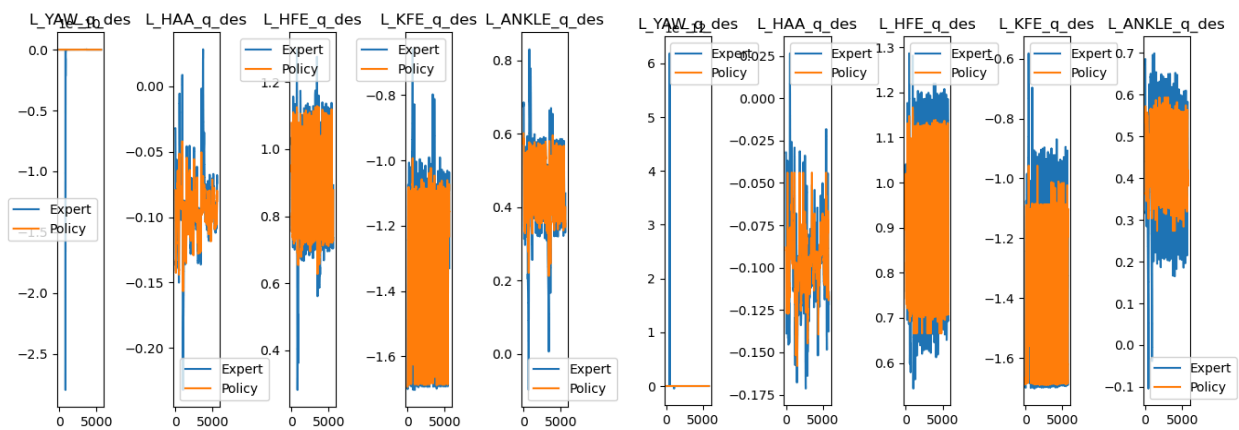 L_YAW_q_des
1e−10
0.0
−0.5
−1.0
−1.5
−2.0
−2.5
0 5000
Expert
Policy
L_HAA_q_des
0.00
−0.05
−0.10
−0.15
−0.20
0 5000
Expert
Policy
L_HFE_q_des
1.2
1.0
0.8
0.6
0.4
0 5000
Expert
Policy
L_KFE_q_des
−0.8
−1.0
−1.2
−1.4
−1.6
0 5000
Expert
Policy
L_ANKLE_q_des
0.8
0.6
0.4
0.2
0.0
0 5000
Expert
Policy
L_YAW_q_des
1e−12
6
5
4
3
2
1
0
0 5000
Expert
Policy
L_HAA_q_des
0.025
0.000
−0.025
−0.050
−0.075
−0.100
−0.125
−0.150
−0.175
0 5000
Expert
Policy
L_HFE_q_des
1.3
1.2
1.1
1.0
0.9
0.8
0.7
0.6
0 5000
Expert
Policy
L_KFE_q_des
−0.6
−0.8
−1.0
−1.2
−1.4
−1.6
0 5000
Expert
Policy
L_ANKLE_q_des
0.7
0.6
0.5
0.4
0.3
0.2
0.1
0.0
−0.1
0 5000
Expert
Policy